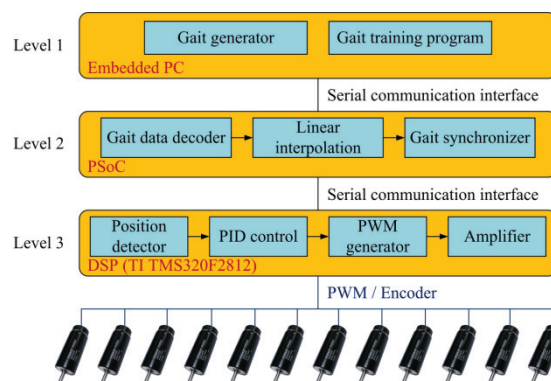 Level 1
Gait generator
Gait training program
Embedded PC
Serial communication interface
Level 2
Gait data decoder
Linear
interpolation
Gait synchronizer
PSoC
Serial communication interface
Level 3
Position
detector
PID control
PWM
generator
Amplifier
DSP (TI TMS320F2812)
PWM / Encoder